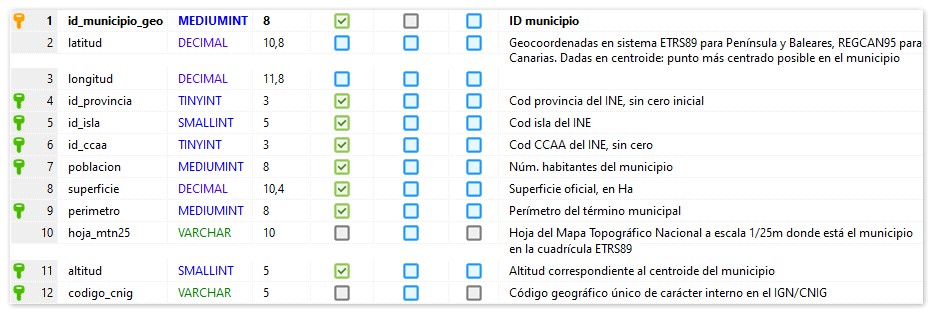 1 id_municipio_geo MEDIUMINT 8 ID municipio
2 latitud DECIMAL 10,8 Geocoordenadas en sistema ETRS89 para Península y Baleares, REGCAN95 para
Canarias. Dadas en centroide: punto más centrado posible en el municipio
3 longitud DECIMAL 11,8
4 id_provincia TINYINT 3 Cod provincia del INE, sin cero inicial
5 id_isla SMALLINT 5 Cod isla del INE
6 id_ccaa TINYINT 3 Cod CCAA del INE, sin cero
7 poblacion MEDIUMINT 8 Núm. habitantes del municipio
8 superficie DECIMAL 10,4 Superficie oficial, en Ha
9 perimetro MEDIUMINT 8 Perímetro del término municipal
10 hoja_mtn25 VARCHAR 10 Hoja del Mapa Topográfico Nacional a escala 1/25m donde está el municipio
en la cuadrícula ETRS89
11 altitud SMALLINT 5 Altitud correspondiente al centroide del municipio
12 codigo_cnig VARCHAR 5 Código geográfico único de carácter interno en el IGN/CNIG